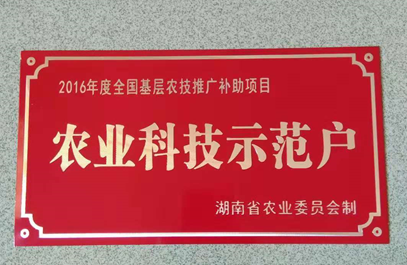 2016年度全国基层农技推广补助项目
农业科技示范户
湖南省农业委员会制